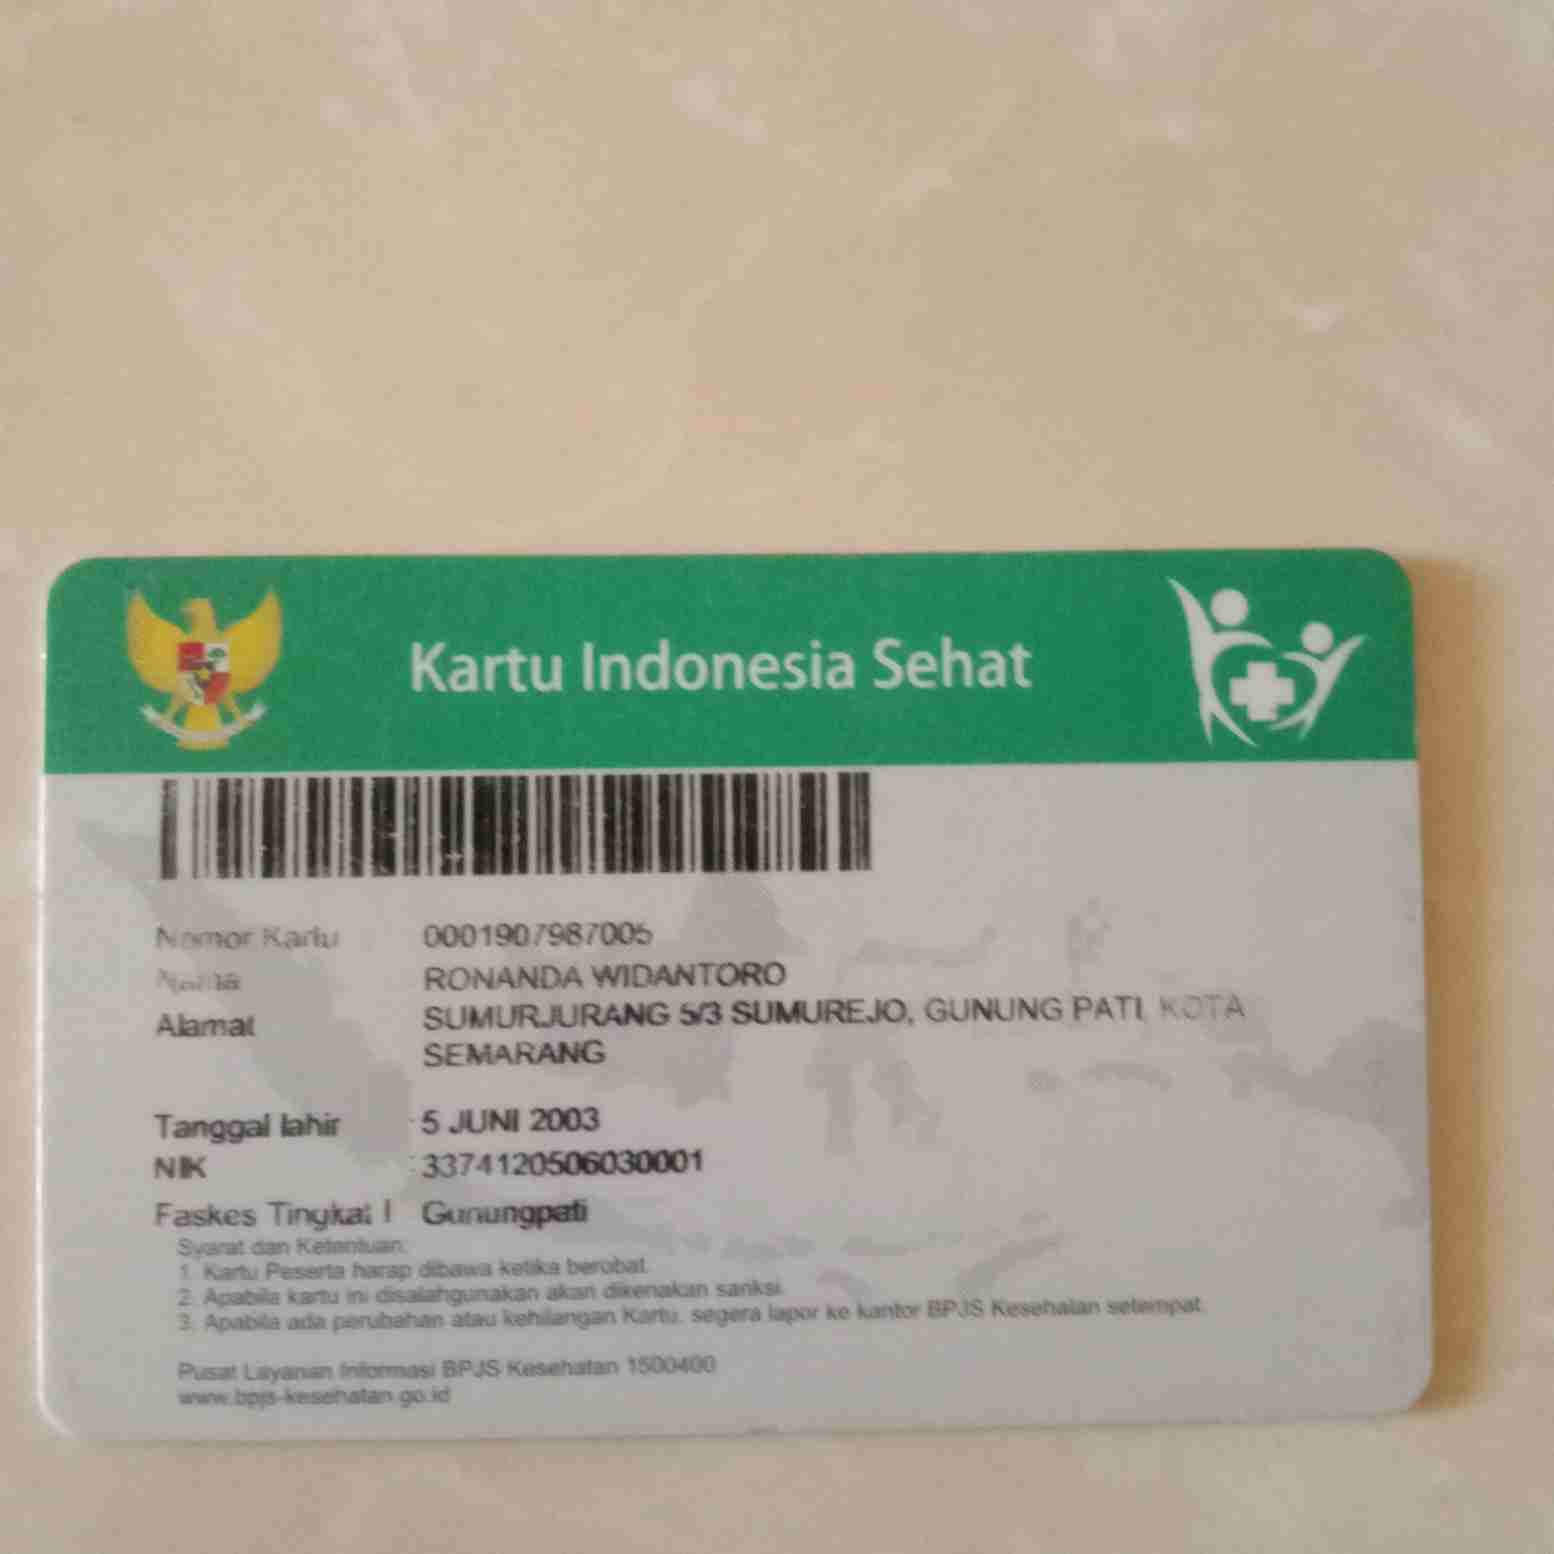 Kartu Indonesia Sehat
Nomor Kartu 0001907987005
Nama RONANDA WIDANTORO
Alamat SUMURJURANG 5/3 SUMUREJO, GUNUNG PATI, KOTA
SEMARANG
Tanggal lahir : 5 JUNI 2003
NIK : 3374120506030001
Faskes Tingkat I Gunungpati
Syarat dan Ketentuan:
1. Kartu Peserta harap dibawa ketika berobat.
2. Apabila kartu ini disalahgunakan akan dikenakan sanksi.
3. Apabila ada perubahan atau kehilangan Kartu, segera lapor ke kantor BPJS Kesehatan setempat.
Pusat Layanan Informasi BPJS Kesehatan 1500400
www.bpjs-kesehatan.go.id